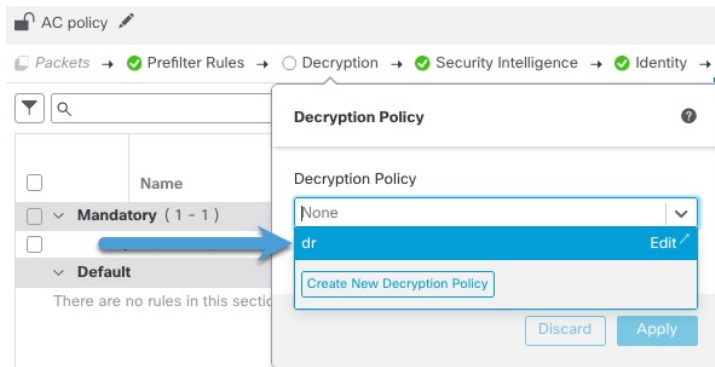 AC policy
Packets → Prefilter Rules → Decryption → Security Intelligence → Identity →
Decryption Policy
Name
Decryption Policy
None
Mandatory (1 - 1)
dr Edit
Create New Decryption Policy
Default
There are no rules in this sectio
Discard Apply